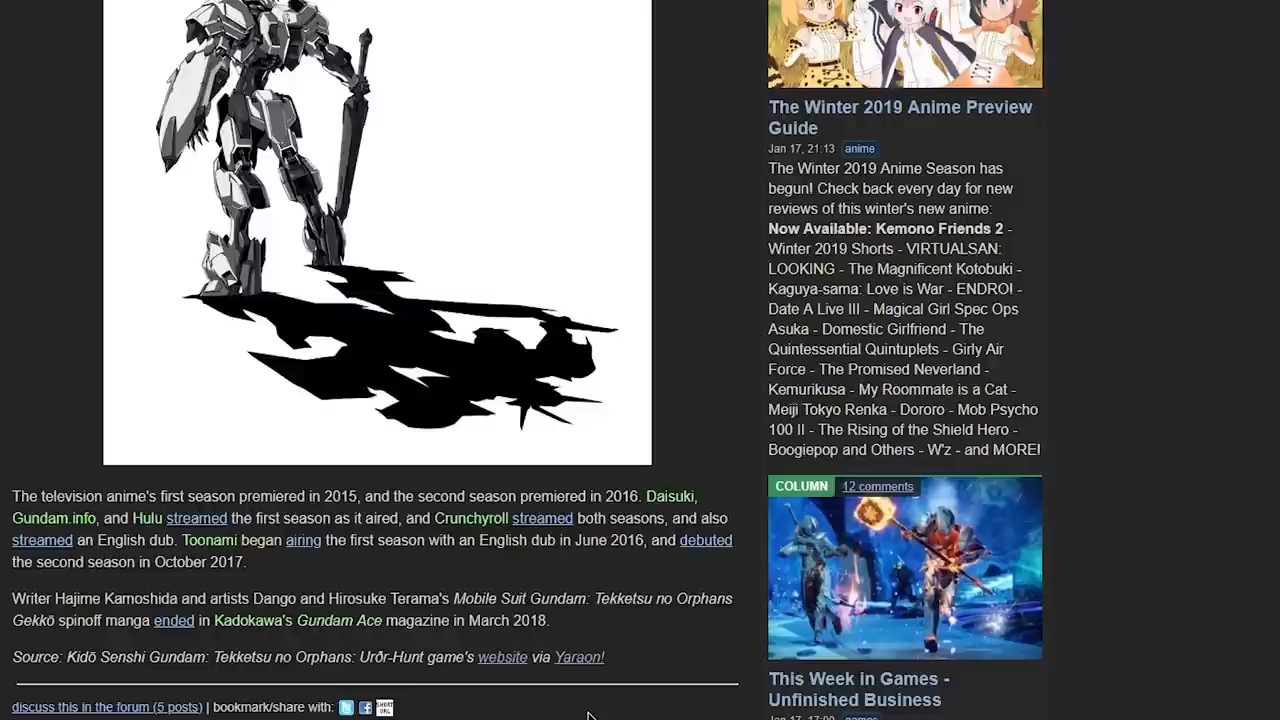 The television anime's first season premiered in 2015, and the second season premiered in 2016. Daisuki,
Gundam.info, and Hulu streamed the first season as it aired, and Crunchyroll streamed both seasons, and also
streamed an English dub. Toonami began airing the first season with an English dub in June 2016, and debuted
the second season in October 2017.
Writer Hajime Kamoshida and artists Dango and Hirosuke Terama's Mobile Suit Gundam: Tekketsu no Orphans
Gekkō spinoff manga ended in Kadokawa's Gundam Ace magazine in March 2018.
Source: Kidō Senshi Gundam: Tekketsu no Orphans: Urðr-Hunt game's website via Yaraon!
discuss this in the forum (5 posts) | bookmark/share with: SHORT URL
The Winter 2019 Anime Preview
Guide
Jan 17, 21:13 anime
The Winter 2019 Anime Season has
begun! Check back every day for new
reviews of this winter's new anime:
Now Available: Kemono Friends 2 -
Winter 2019 Shorts - VIRTUALSAN:
LOOKING - The Magnificent Kotobuki -
Kaguya-sama: Love is War - ENDRO! -
Date A Live III - Magical Girl Spec Ops
Asuka - Domestic Girlfriend - The
Quintessential Quintuplets - Girly Air
Force - The Promised Neverland -
Kemurikusa - My Roommate is a Cat -
Meiji Tokyo Renka - Dororo - Mob Psycho
100 II - The Rising of the Shield Hero -
Boogiepop and Others - W'z - and MORE!
COLUMN 12 comments
This Week in Games -
Unfinished Business
Jan 17, 17:00 games